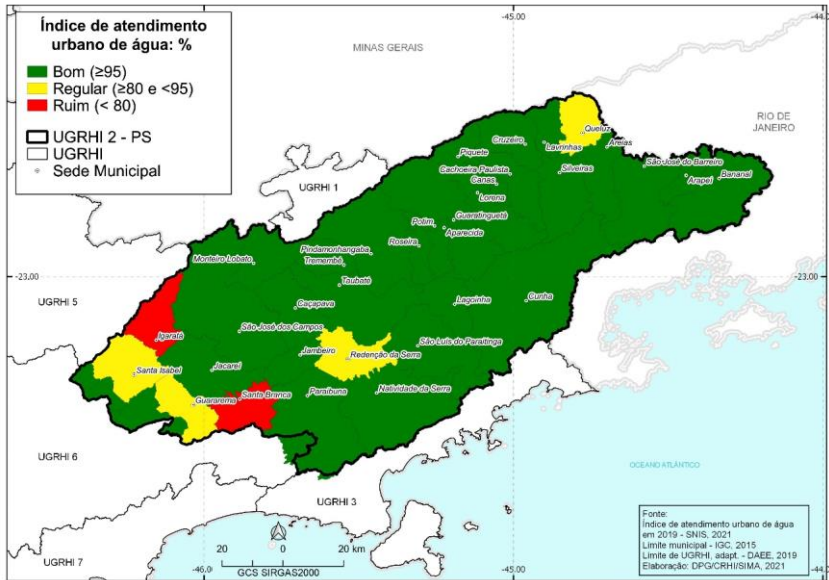 Índice de atendimento
urbano de água: %
Bom (≥95)
Regular (≥80 e <95)
Ruim (< 80)
UGRHI 2 - PS
UGRHI
Sede Municipal
-46.00
-45.00
-44.00
-23.00
-23.00
MINAS GERAIS
RIO DE
JANEIRO
UGRHI 1
UGRHI 5
UGRHI 6
UGRHI 3
UGRHI 7
Queluz
Cruzeiro
Lavrinhas
Areias
Piquete
São José do Barreiro
Cachoeira Paulista
Silveiras
Arapeí
Bananal
Canas
Lorena
Potim
Guaratinguetá
Aparecida
Roseira
Pindamonhangaba
Monteiro Lobato
Tremembé
Taubaté
Caçapava
Lagoinha
Cunha
São José dos Campos
Igaratá
São Luís do Paraitinga
Jambeiro
Redenção da Serra
Santa Isabel
Jacareí
Natividade da Serra
Paraibuna
Santa Branca
Guararema
OCEANO ATLÂNTICO
20 0 20 km
GCS SIRGAS2000
Fonte:
Índice de atendimento urbano de água
em 2019 - SNIS, 2021
Limite municipal - IGC, 2015
Limite de UGRHI, adapt. - DAEE, 2019
Elaboração: DPG/CRHI/SIMA, 2021